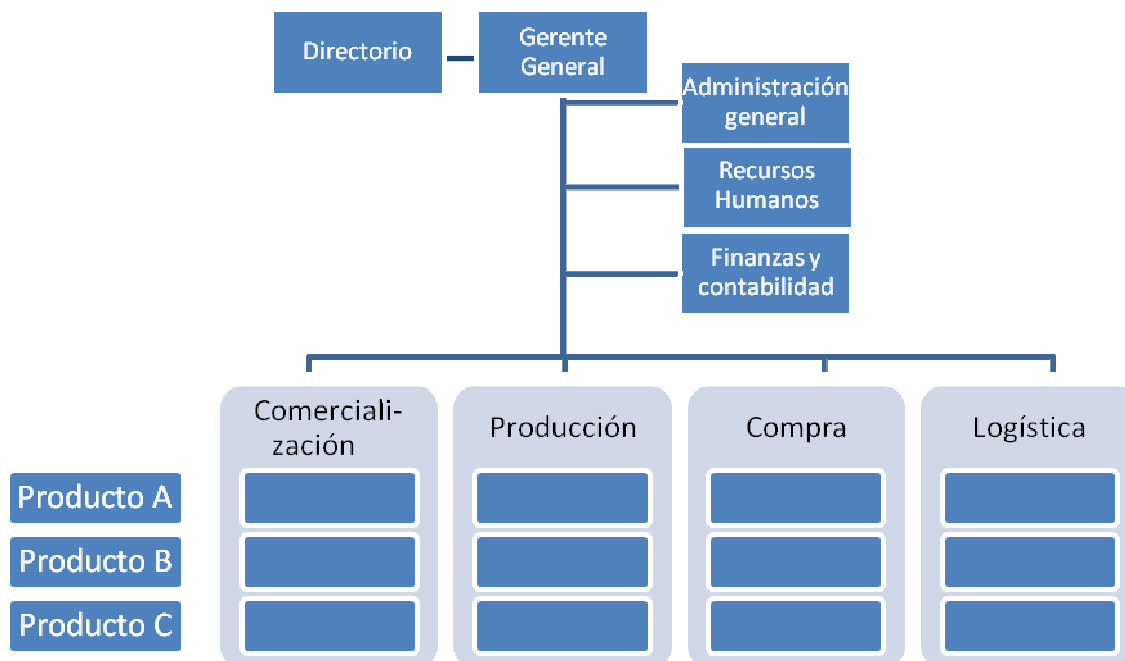 Directorio
Gerente
General
Administración
general
Recursos
Humanos
Finanzas y
contabilidad
Comerciali-
zación
Producción
Compra
Logística
Producto A
Producto B
Producto C